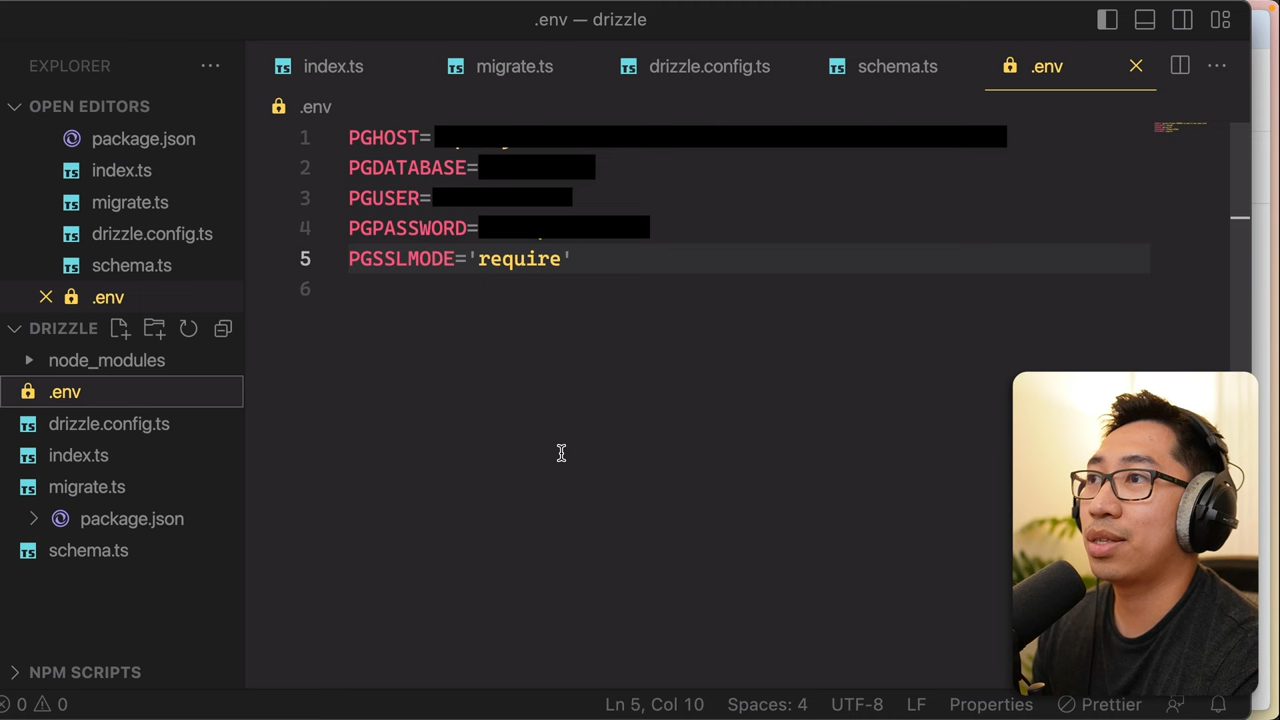 .env — drizzle
EXPLORER
index.ts
migrate.ts
drizzle.config.ts
schema.ts
.env
OPEN EDITORS
package.json
index.ts
migrate.ts
drizzle.config.ts
schema.ts
.env
DRIZZLE
node_modules
.env
drizzle.config.ts
index.ts
migrate.ts
package.json
schema.ts
NPM SCRIPTS
.env
1 PGHOST=
2 PGDATABASE=
3 PGUSER=
4 PGPASSWORD=
5 PGSSLMODE='require'
6
0 0
Ln 5, Col 10 Spaces: 4 UTF-8 LF Properties Prettier